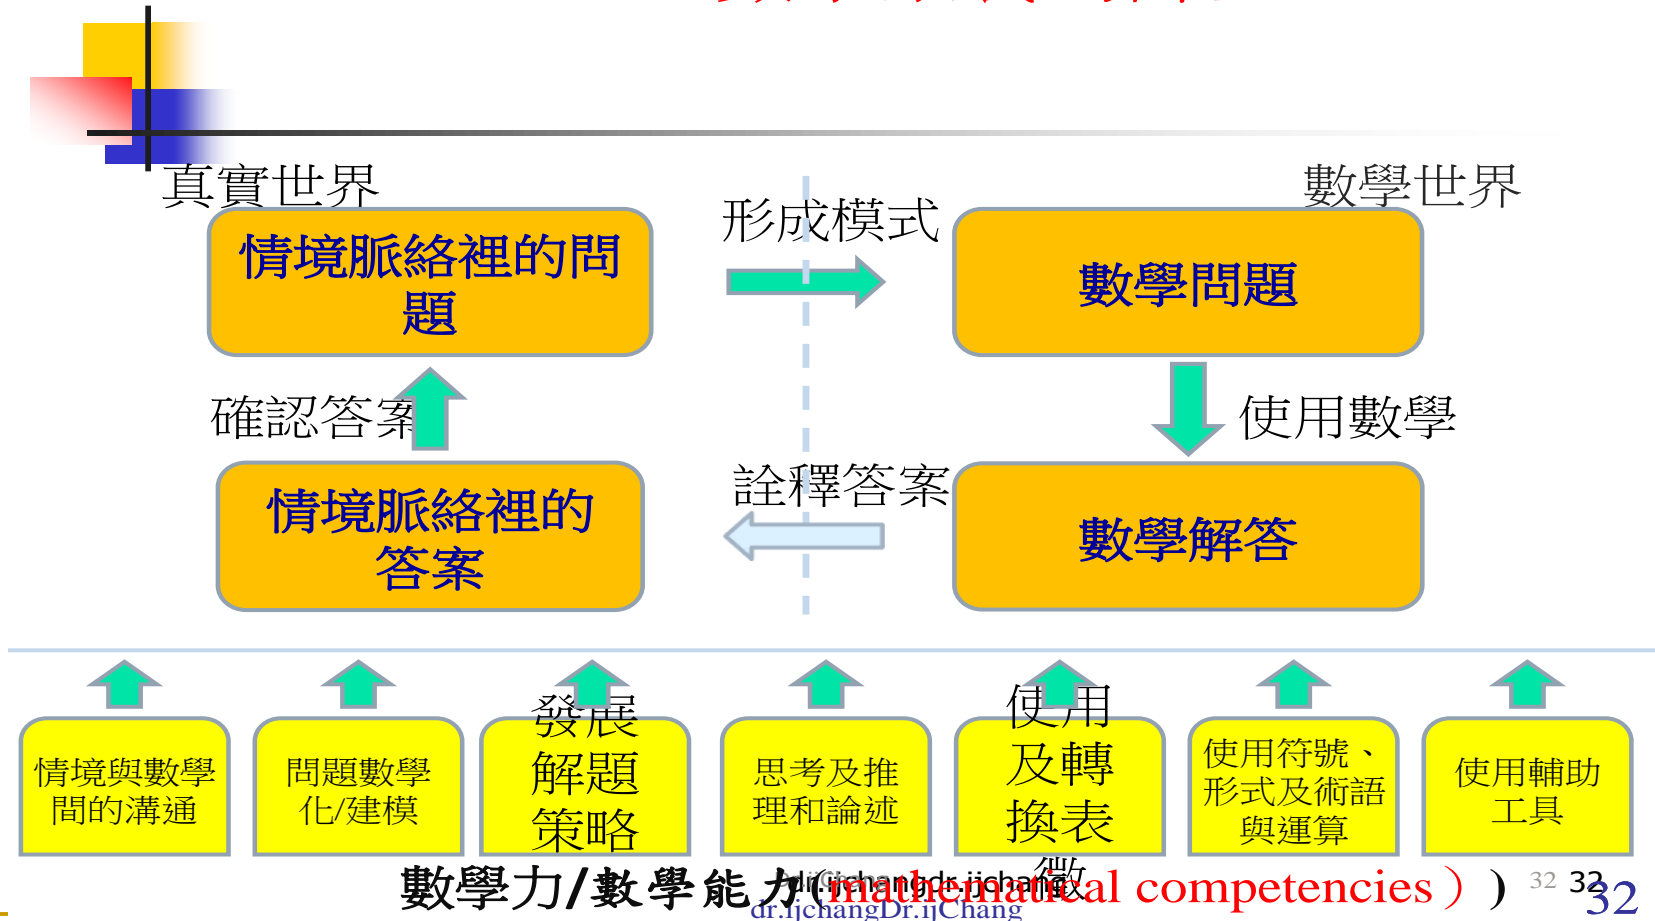 真實世界
數學世界
形成模式
情境脈絡裡的問
題
數學問題
確認答案
使用數學
詮釋答案
情境脈絡裡的
答案
數學解答
情境與數學
間的溝通
問題數學
化/建模
發展
解題
策略
思考及推
理和論述
使用
及轉
換表
徵
使用符號、
形式及術語
與運算
使用輔助
工具
數學力/數學能力(mathematical competencies））
dr.ijchangdr.ijchang
dr.ijchangDr.ijChang
32
32
32